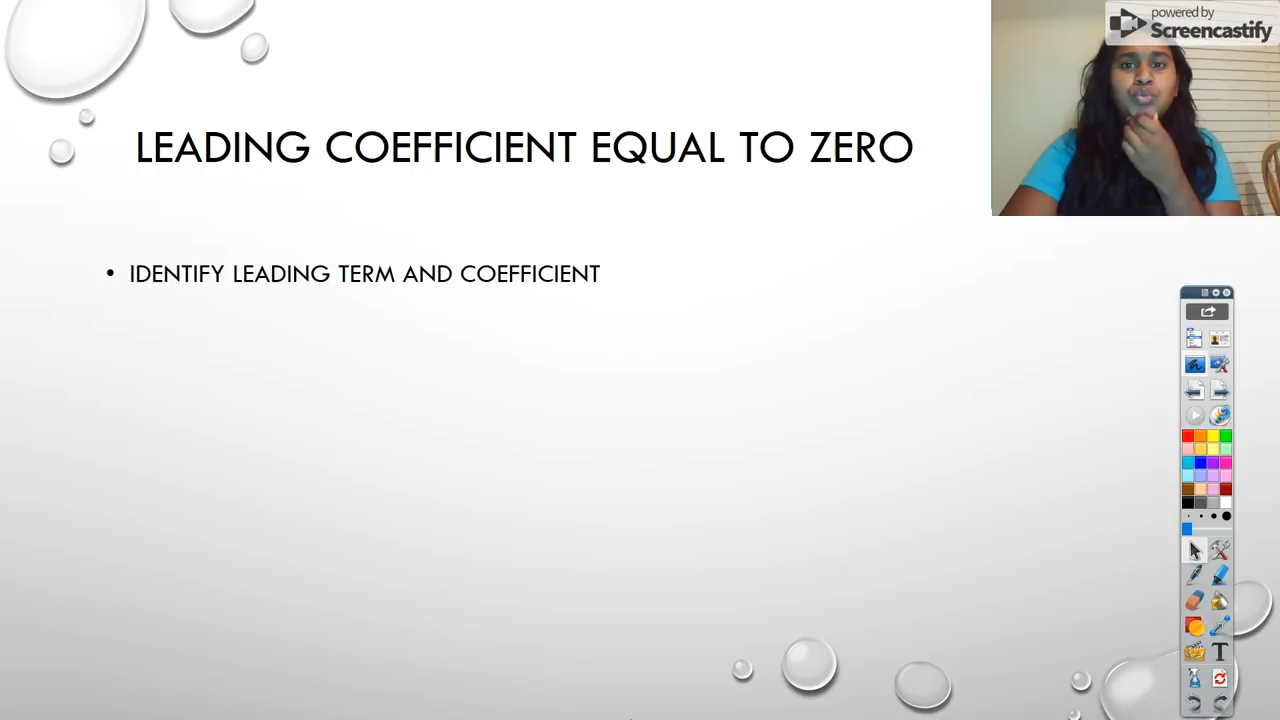 powered by
Screencastify
LEADING COEFFICIENT EQUAL TO ZERO
• IDENTIFY LEADING TERM AND COEFFICIENT
T